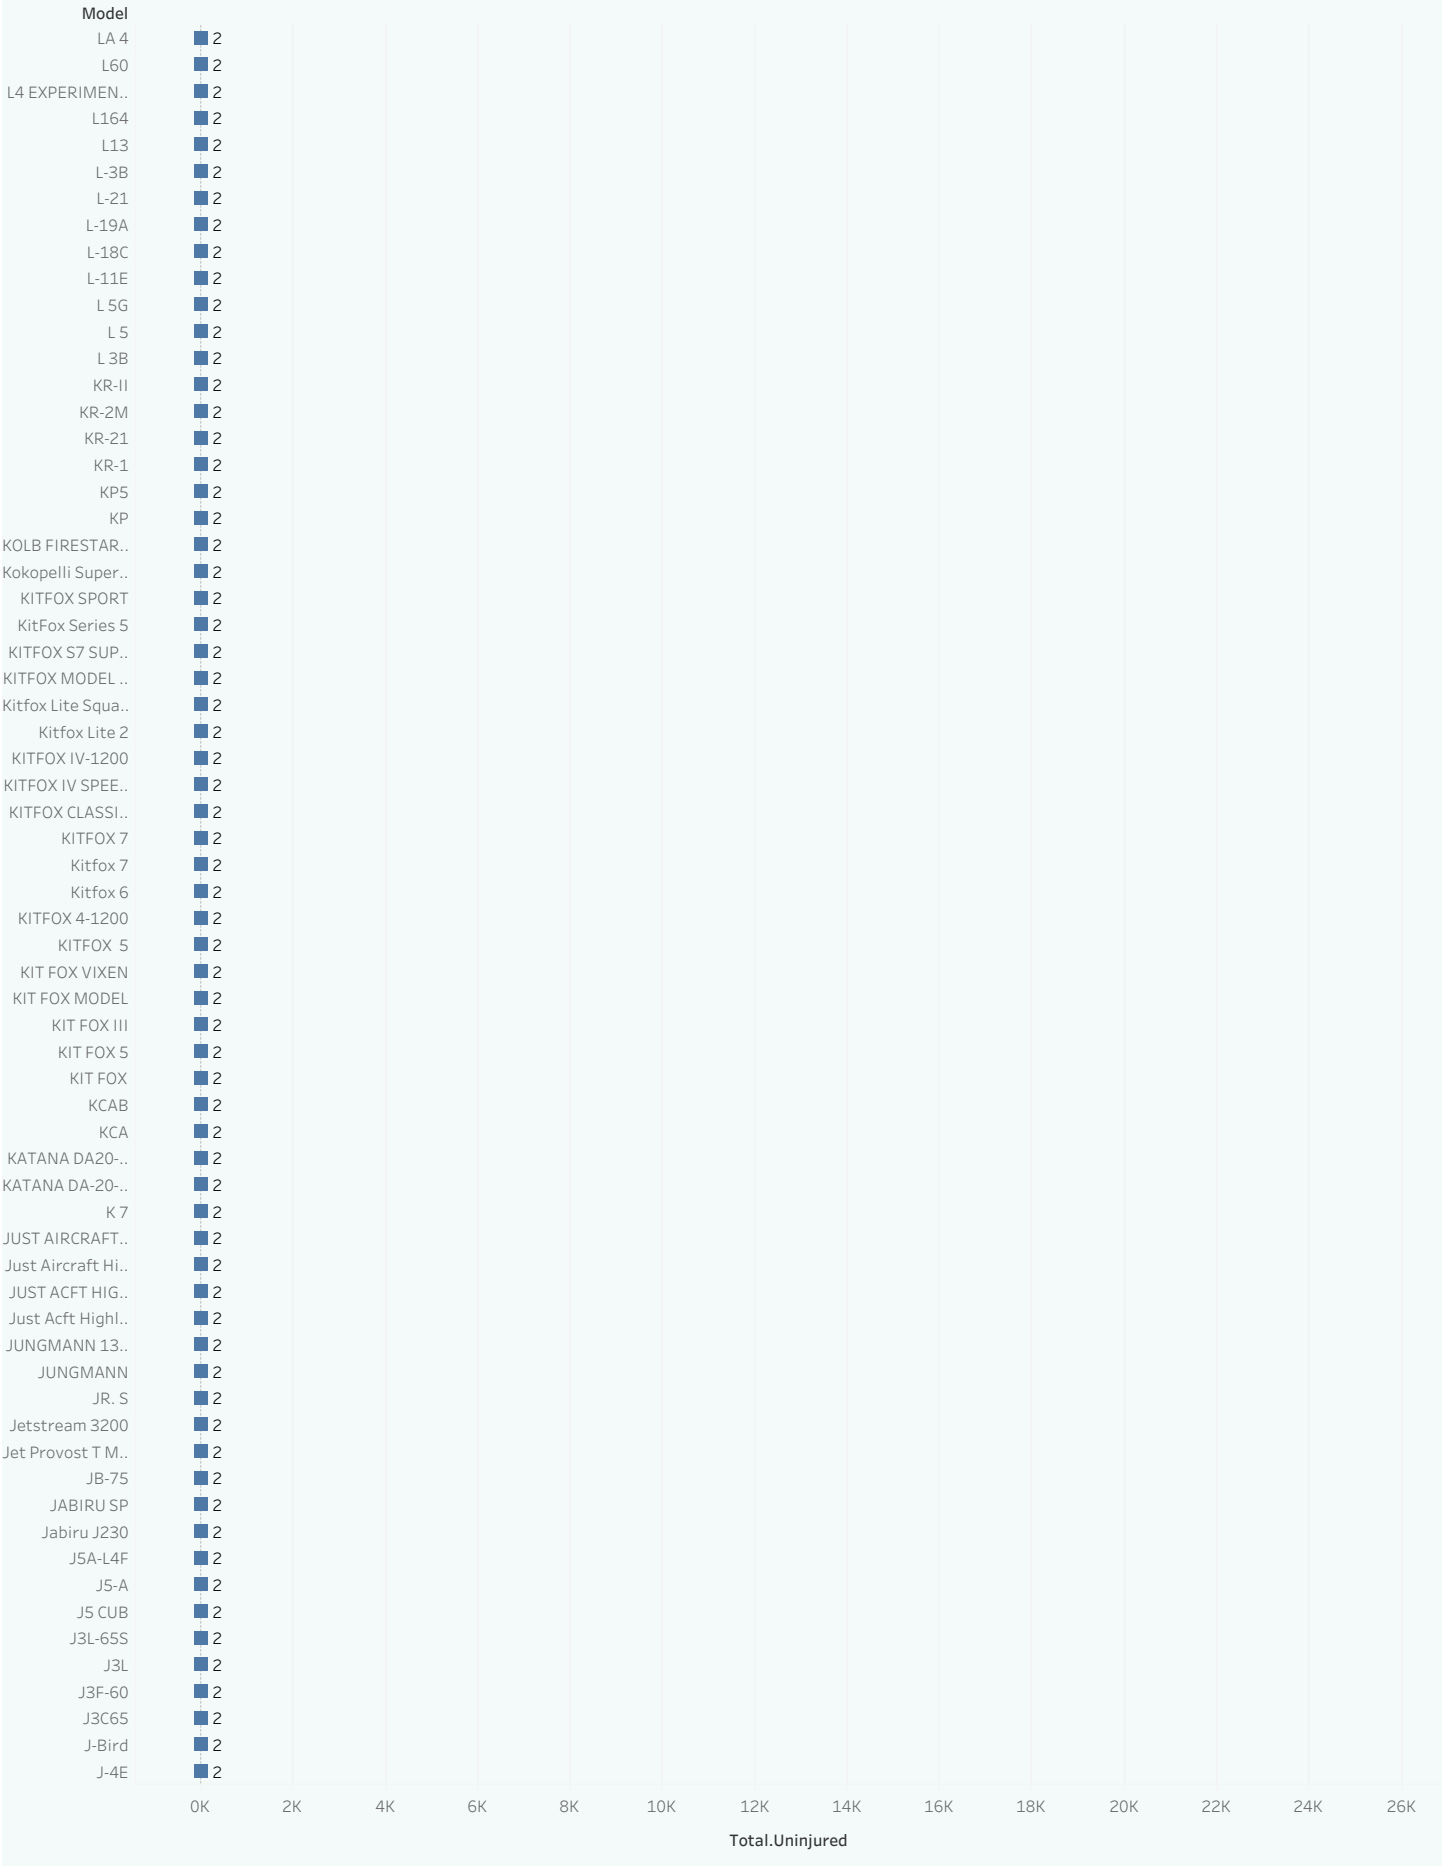 Model
LA 4 2
L60 2
L4 EXPERIMEN.. 2
L164 2
L13 2
L-3B 2
L-21 2
L-19A 2
L-18C 2
L-11E 2
L 5G 2
L 5 2
L 3B 2
KR-II 2
KR-2M 2
KR-21 2
KR-1 2
KP5 2
KP 2
KOLB FIRESTAR.. 2
Kokopelli Super.. 2
KITFOX SPORT 2
KitFox Series 5 2
KITFOX S7 SUP.. 2
KITFOX MODEL .. 2
Kitfox Lite Squa.. 2
Kitfox Lite 2 2
KITFOX IV-1200 2
KITFOX IV SPEE.. 2
KITFOX CLASSI.. 2
KITFOX 7 2
Kitfox 7 2
Kitfox 6 2
KITFOX 4-1200 2
KITFOX  5 2
KIT FOX VIXEN 2
KIT FOX MODEL 2
KIT FOX III 2
KIT FOX 5 2
KIT FOX 2
KCAB 2
KCA 2
KATANA DA20-.. 2
KATANA DA-20-.. 2
K 7 2
JUST AIRCRAFT.. 2
Just Aircraft Hi.. 2
JUST ACFT HIG.. 2
Just Acft Highl.. 2
JUNGMANN 13.. 2
JUNGMANN 2
JR. S 2
Jetstream 3200 2
Jet Provost T M.. 2
JB-75 2
JABIRU SP 2
Jabiru J230 2
J5A-L4F 2
J5-A 2
J5 CUB 2
J3L-65S 2
J3L 2
J3F-60 2
J3C65 2
J-Bird 2
J-4E 2
0K 2K 4K 6K 8K 10K 12K 14K 16K 18K 20K 22K 24K 26K
Total.Uninjured